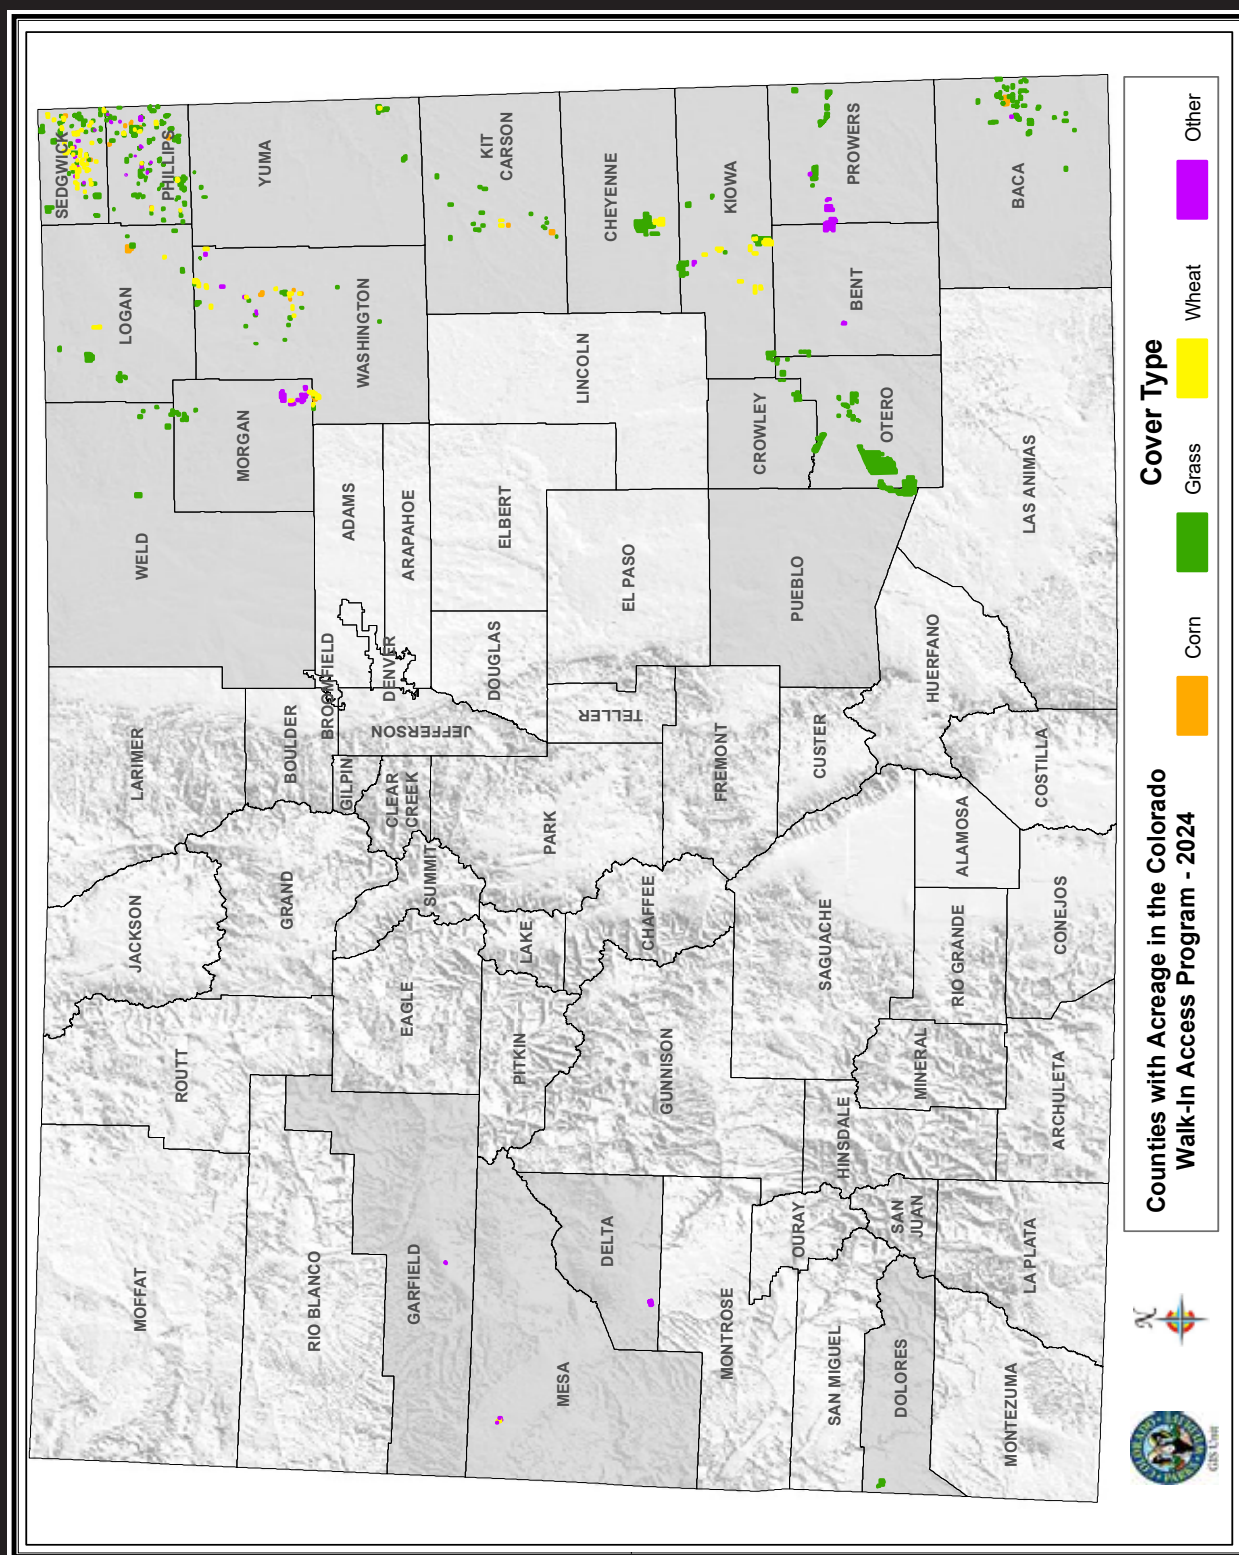 MOFFAT
ROUTT
JACKSON
LARIMER
WELD
LOGAN
SEDGWICK
PHILLIPS
RIO BLANCO
GRAND
BOULDER
MORGAN
WASHINGTON
YUMA
GARFIELD
EAGLE
SUMMIT
GILPIN
CLEAR
CREEK
BROOMFIELD
JEFFERSON
DENVER
ADAMS
ARAPAHOE
MESA
PITKIN
LAKE
PARK
DOUGLAS
ELBERT
LINCOLN
KIT
CARSON
DELTA
GUNNISON
CHAFFEE
TELLER
EL PASO
CHEYENNE
MONTROSE
OURAY
HINSDALE
SAGUACHE
FREMONT
CUSTER
PUEBLO
CROWLEY
KIOWA
SAN MIGUEL
DOLORES
SAN
JUAN
MINERAL
RIO GRANDE
ALAMOSA
HUERFANO
OTERO
BENT
PROWERS
MONTEZUMA
LA PLATA
ARCHULETA
CONEJOS
COSTILLA
LAS ANIMAS
BACA
COLORADO
PARKS
GIS Unit
N
Counties with Acreage in the Colorado
Walk-In Access Program - 2024
Cover Type
Corn
Grass
Wheat
Other